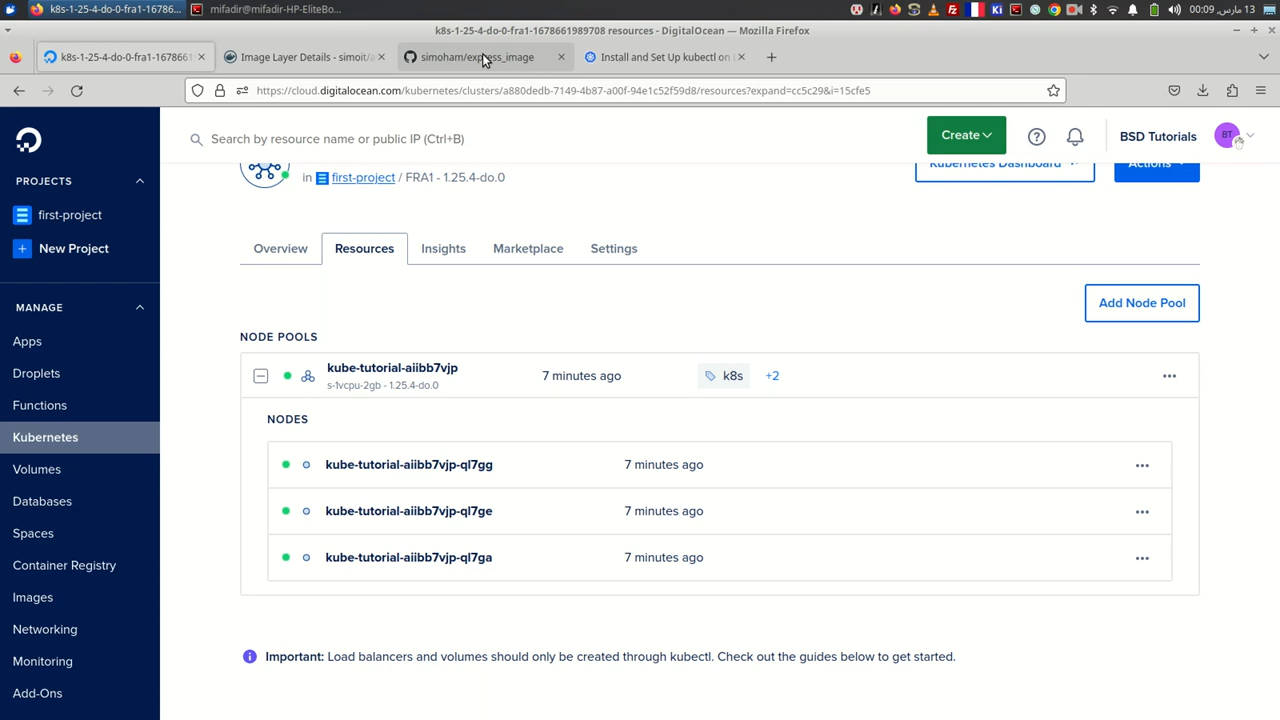 k8s-1-25-4-do-0-fra1-16786...
mifadir@mifadir-HP-EliteBo...
Ki
13 مارس, 00:09
k8s-1-25-4-do-0-fra1-1678661989708 resources - DigitalOcean — Mozilla Firefox
k8s-1-25-4-do-0-fra1-1678661
Image Layer Details - simoit/a
simoham/express_image
Install and Set Up kubectl on
https://cloud.digitalocean.com/kubernetes/clusters/a880dedb-7149-4b87-a00f-94e1c52f59d8/resources?expand=cc5c29&i=15cfe5
Search by resource name or public IP (Ctrl+B)
Create
BSD Tutorials
BT
PROJECTS
first-project
New Project
MANAGE
Apps
Droplets
Functions
Kubernetes
Volumes
Databases
Spaces
Container Registry
Images
Networking
Monitoring
Add-Ons
in first-project / FRA1 - 1.25.4-do.0
Kubernetes Dashboard
Actions
Overview
Resources
Insights
Marketplace
Settings
Add Node Pool
NODE POOLS
kube-tutorial-aiibb7vjp
s-1vcpu-2gb - 1.25.4-do.0
7 minutes ago
k8s
+2
NODES
kube-tutorial-aiibb7vjp-ql7gg
7 minutes ago
kube-tutorial-aiibb7vjp-ql7ge
7 minutes ago
kube-tutorial-aiibb7vjp-ql7ga
7 minutes ago
Important: Load balancers and volumes should only be created through kubectl. Check out the guides below to get started.